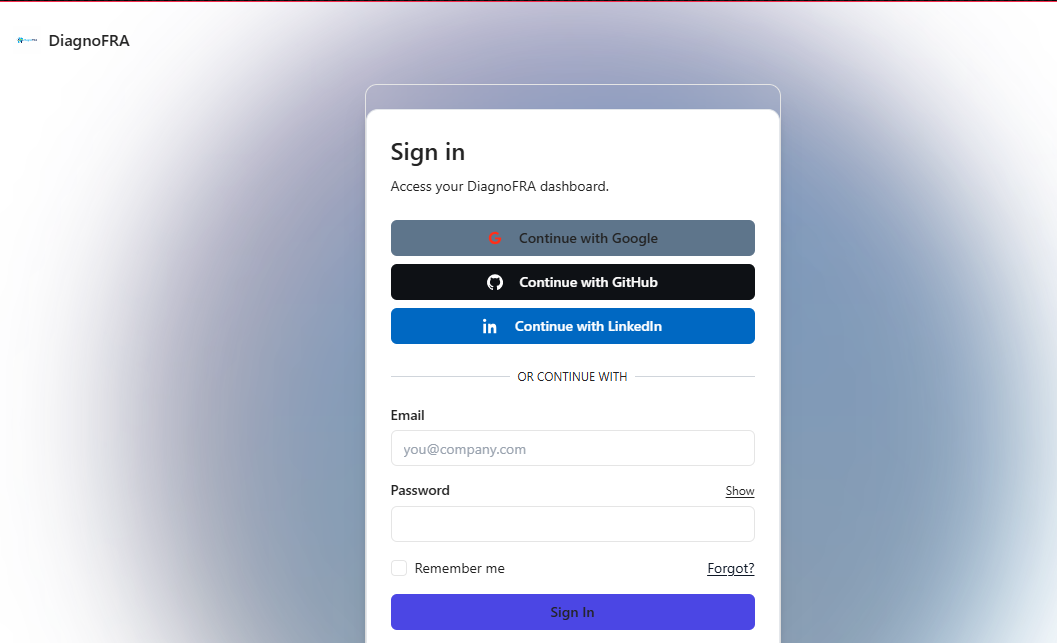 DiagnoFRA
Sign in
Access your DiagnoFRA dashboard.
Continue with Google
Continue with GitHub
in Continue with LinkedIn
OR CONTINUE WITH
Email
you@company.com
Password Show
Remember me Forgot?
Sign In